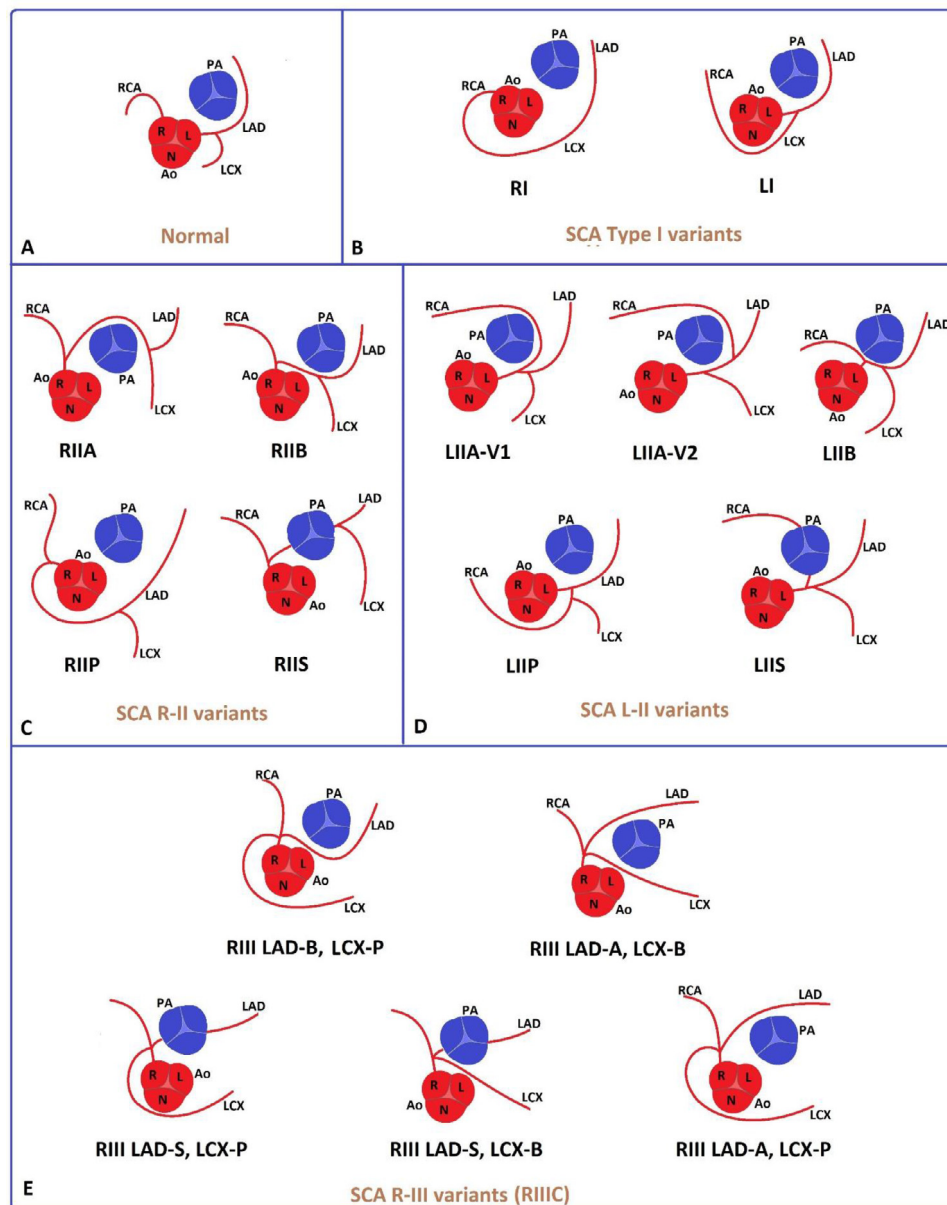 PA
RCA
LAD
R L
N
Ao
LCX
A
Normal
PA
LAD
RCA
Ao
R L
N
LCX
RI
PA
RCA
LAD
Ao
R L
N
LCX
LI
B
SCA Type I variants
RCA
LAD
PA
Ao
R L
N
LCX
RIIA
RCA
PA
LAD
Ao
R L
N
LCX
RIIB
RCA
PA
Ao
R L
N
LAD
LCX
RIIP
RCA
PA
LAD
R L
N
Ao
LCX
RIIS
C
SCA R-II variants
RCA
LAD
PA
Ao
R L
N
LCX
LIIA-V1
RCA
LAD
PA
R L
Ao
N
LCX
LIIA-V2
PA
LAD
RCA
R L
N
Ao
LCX
LIIB
PA
RCA
Ao
R L
LAD
N
LCX
LIIP
RCA
PA
LAD
Ao
R L
N
LCX
LIIS
D
SCA L-II variants
RCA
PA
LAD
R L
N
Ao
LCX
RIII LAD-B, LCX-P
LAD
RCA
PA
R L
N
Ao
LCX
RIII LAD-A, LCX-B
PA
LAD
R L
Ao
N
LCX
RIII LAD-S, LCX-P
PA
LAD
R L
Ao
N
LCX
RIII LAD-S, LCX-B
RCA
LAD
PA
R L
N
Ao
LCX
RIII LAD-A, LCX-P
E
SCA R-III variants (RIIIC)